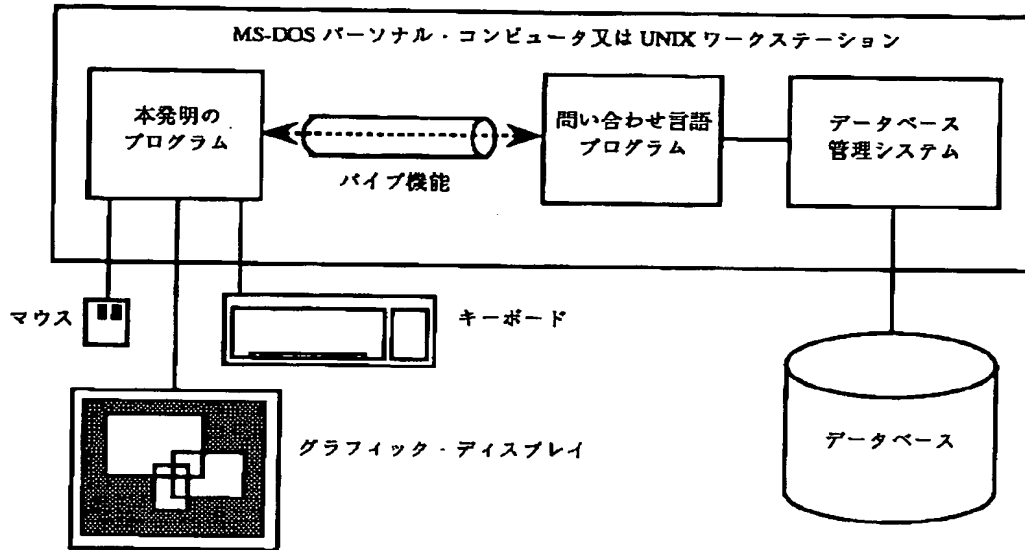 MS-DOS パーソナル・コンピュータ又は UNIX ワークステーション
本発明の
プログラム
パイプ機能
問い合わせ言語
プログラム
データベース
管理システム
マウス
キーボード
グラフィック・ディスプレイ
データベース